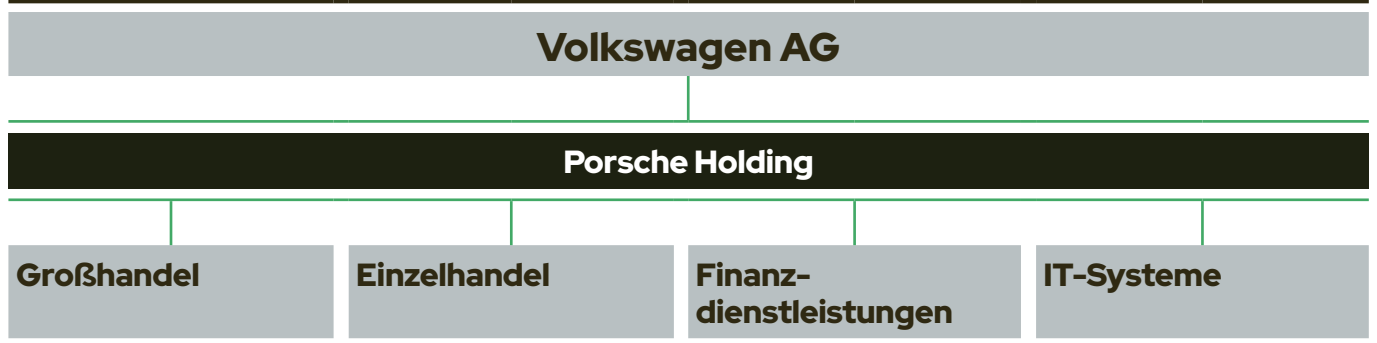 Volkswagen AG
Porsche Holding
Großhandel
Einzelhandel
Finanz-
dienstleistungen
IT-Systeme